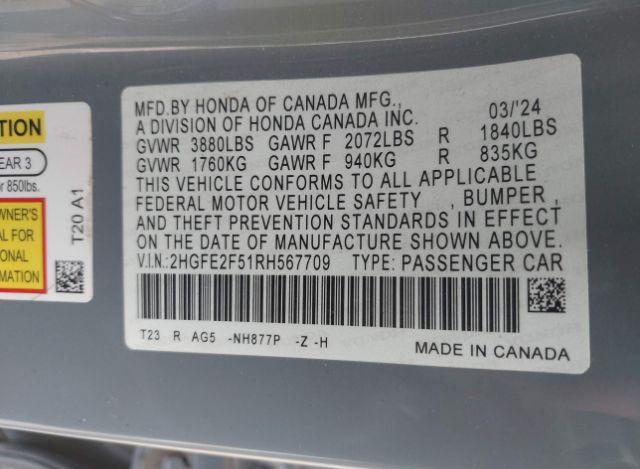 TION
EAR 3
r 850lbs.
WNER'S
AL FOR
ONAL
MATION
T20 A1
MFD.BY HONDA OF CANADA MFG., 03/'24
A DIVISION OF HONDA CANADA INC.
GVWR 3880LBS GAWR F 2072LBS R 1840LBS
GVWR 1760KG GAWR F 940KG R 835KG
THIS VEHICLE CONFORMS TO ALL APPLICABLE
FEDERAL MOTOR VEHICLE SAFETY , BUMPER ,
AND THEFT PREVENTION STANDARDS IN EFFECT
ON THE DATE OF MANUFACTURE SHOWN ABOVE.
V.I.N.:2HGFE2F51RH567709 TYPE: PASSENGER CAR
T23 R AG5 -NH877P -Z -H
MADE IN CANADA